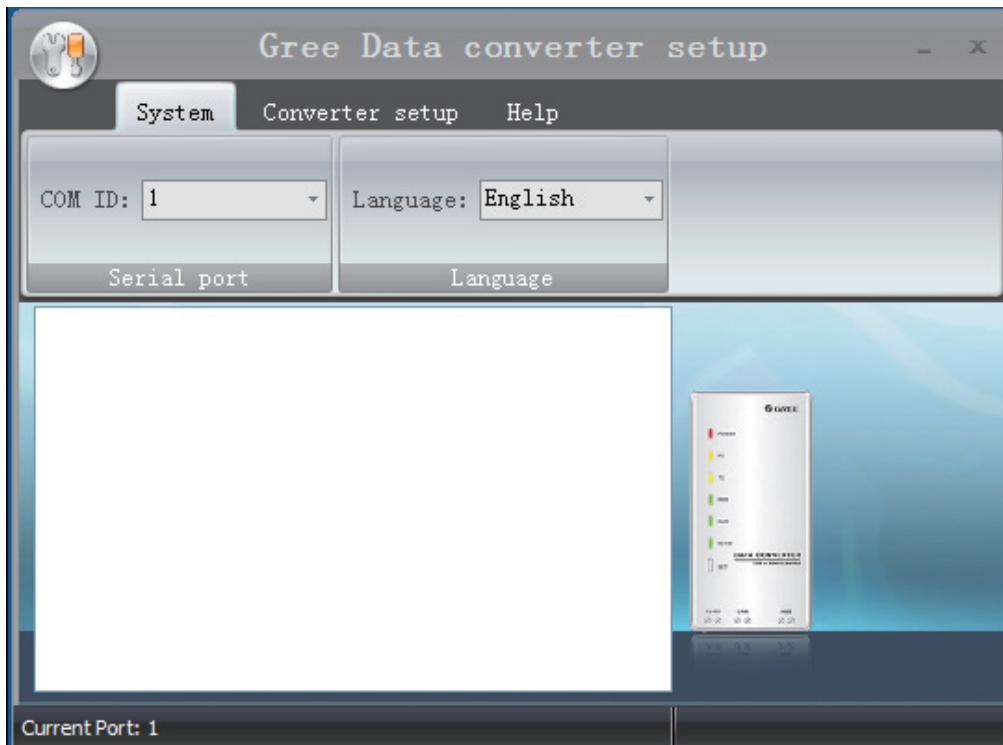 Gree Data converter setup
System Converter setup Help
COM ID: 1 Language: English
Serial port Language
GREE
DATA CONVERTER
Current Port: 1